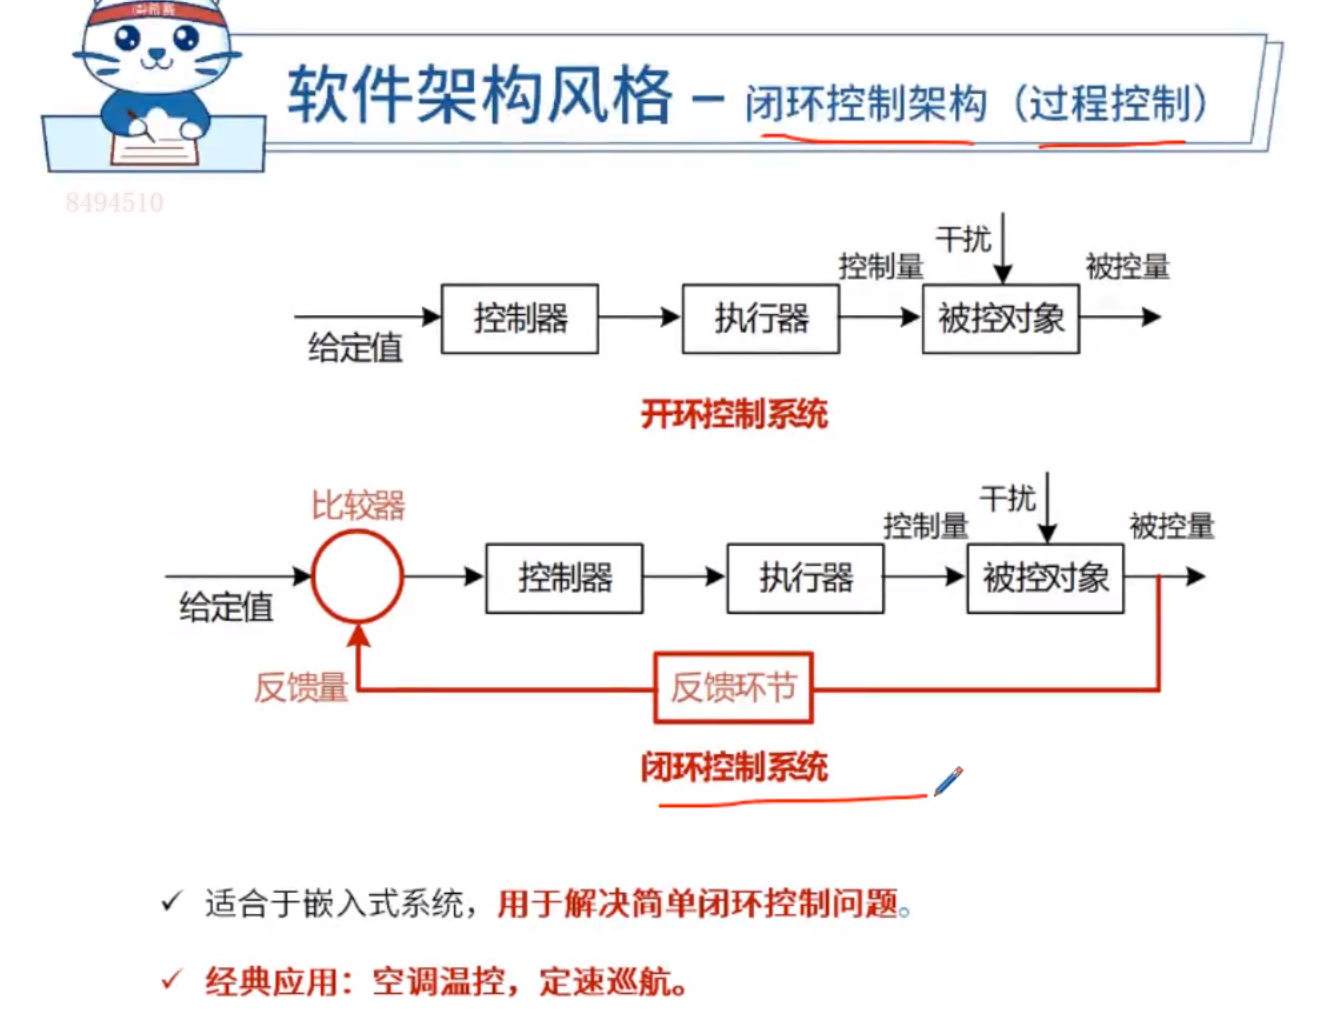 软件架构风格 – 闭环控制架构（过程控制）
8494510
干扰
控制量
被控量
给定值
控制器
执行器
被控对象
开环控制系统
比较器
干扰
控制量
被控量
给定值
控制器
执行器
被控对象
反馈量
反馈环节
闭环控制系统
✓ 适合于嵌入式系统，用于解决简单闭环控制问题。
✓ 经典应用：空调温控，定速巡航。